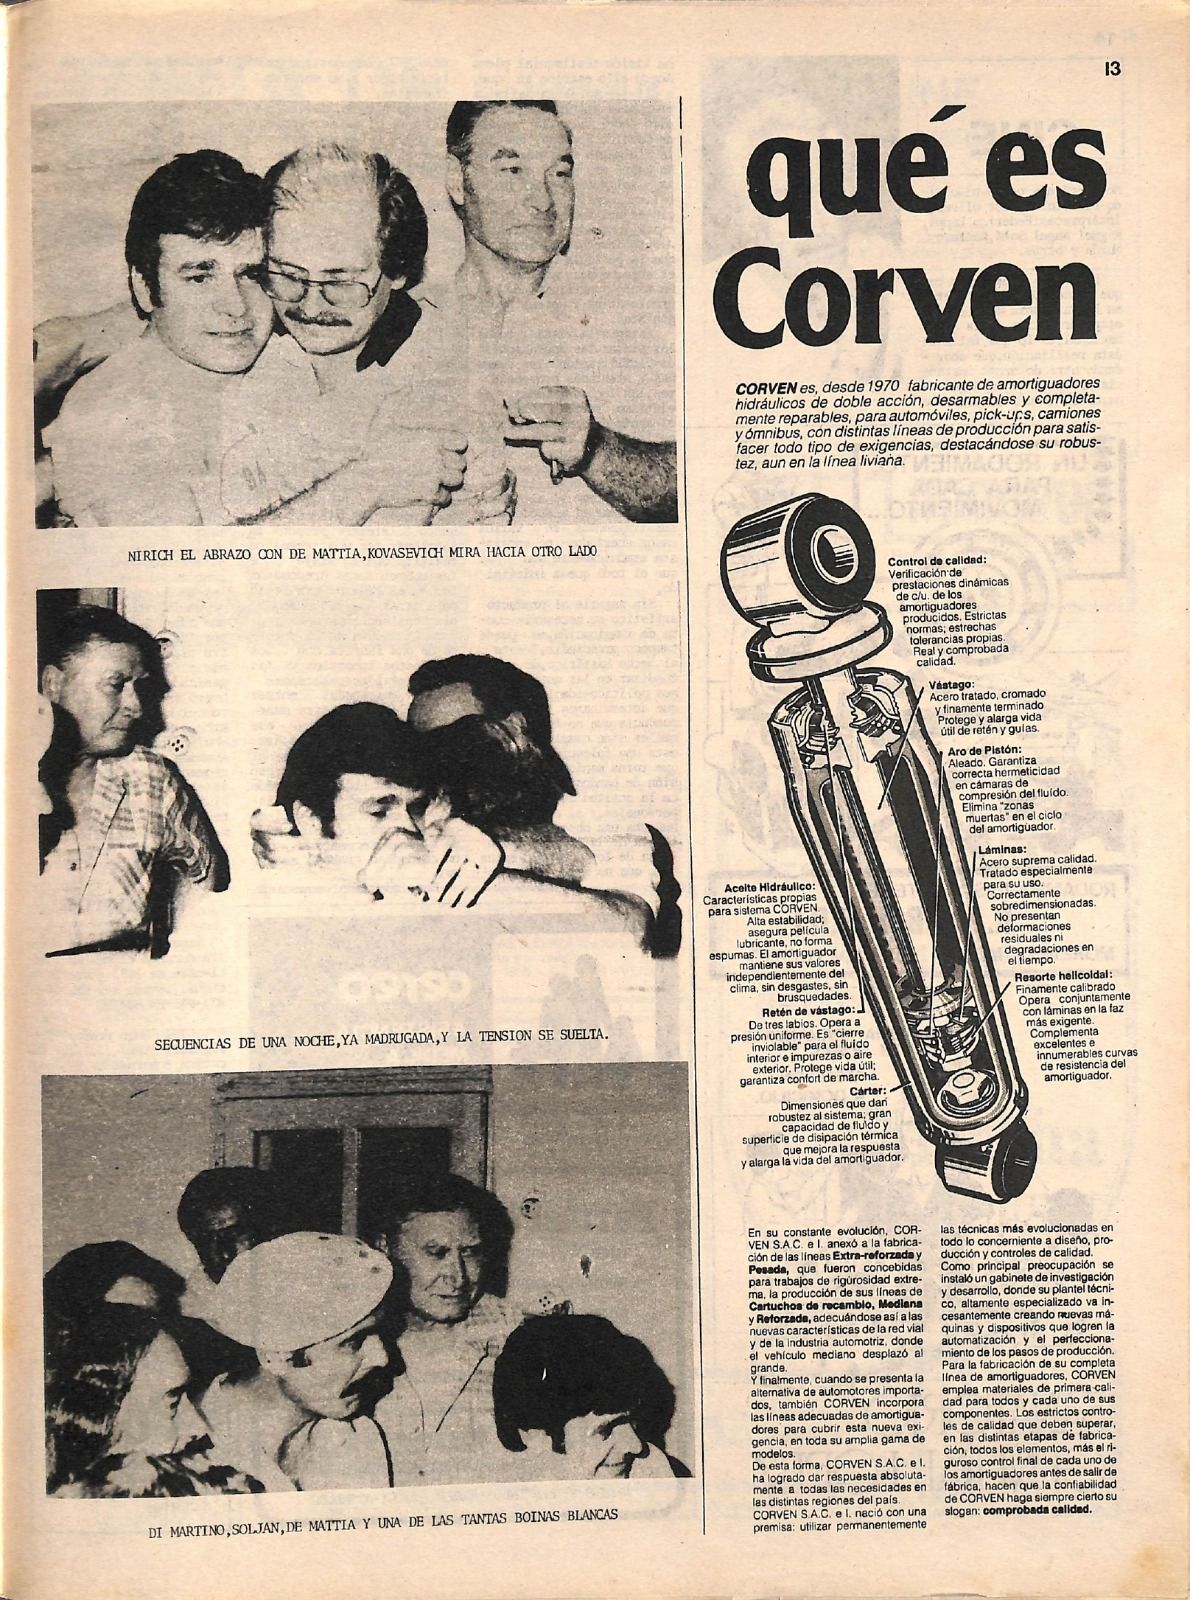 13
NIRICH EL ABRAZO CON DE MATTIA,KOVASEVICH MIRA HACIA OTRO LADO
SECUENCIAS DE UNA NOCHE,YA MADRUGADA,Y LA TENSION SE SUELTA.
DI MARTINO,SOLJAN,DE MATTIA Y UNA DE LAS TANTAS BOINAS BLANCAS
qué es
Corven
CORVEN es, desde 1970 fabricante de amortiguadores
hidráulicos de doble acción, desarmables y completa-
mente reparables, para automóviles, pick-ups, camiones
y ómnibus, con distintas líneas de producción para satis-
facer todo tipo de exigencias, destacándose su robus-
tez, aun en la línea liviana.
Control de calidad:
Verificación de
prestaciones dinámicas
de c/u. de los
amortiguadores
producidos. Estrictas
normas; estrechas
tolerancias propias.
Real y comprobada
calidad.
Vástago:
Acero tratado, cromado
y finamente terminado
Protege y alarga vida
útil de retén y guías.
Aro de Pistón:
Aleado. Garantiza
correcta hermeticidad
en cámaras de
compresión del fluído.
Elimina "zonas
muertas" en el ciclo
del amortiguador.
Láminas:
Acero suprema calidad.
Tratado especialmente
para su uso.
Correctamente
sobredimensionadas.
No presentan
deformaciones
residuales ni
degradaciones en
el tiempo.
Resorte helicoidal:
Finamente calibrado
Opera conjuntamente
con láminas en la faz
más exigente.
Complementa
excelentes e
innumerables curvas
de resistencia del
amortiguador.
Aceite Hidráulico:
Características propias
para sistema CORVEN.
Alta estabilidad;
asegura película
lubricante, no forma
espumas. El amortiguador
mantiene sus valores
independientemente del
clima, sin desgastes, sin
brusquedades.
Retén de vástago:
De tres labios. Opera a
presión uniforme. Es "cierre
inviolable" para el fluído
interior e impurezas o aire
exterior. Protege vida útil;
garantiza confort de marcha.
Cárter:
Dimensiones que dan
robustez al sistema; gran
capacidad de fluído y
superficie de disipación térmica
que mejora la respuesta
y alarga la vida del amortiguador.
En su constante evolución, COR-
VEN S.A.C. e I. anexó a la fabrica-
ción de las líneas Extra-reforzada y
Pesada, que fueron concebidas
para trabajos de rigurosidad extre-
ma, la producción de sus líneas de
Cartuchos de recambio, Mediana
y Reforzada, adecuándose así a las
nuevas características de la red vial
y de la industria automotriz, donde
el vehículo mediano desplazó al
grande.
Y finalmente, cuando se presenta la
alternativa de automotores importa-
dos, también CORVEN incorpora
las líneas adecuadas de amortigua-
dores para cubrir esta nueva exi-
gencia, en toda su amplia gama de
modelos.
De esta forma, CORVEN S.A.C. e I.
ha logrado dar respuesta absoluta-
mente a todas las necesidades en
las distintas regiones del país.
CORVEN S.A.C. e I. nació con una
premisa: utilizar permanentemente
las técnicas más evolucionadas en
todo lo concerniente a diseño, pro-
ducción y controles de calidad.
Como principal preocupación se
instaló un gabinete de investigación
y desarrollo, donde su plantel técni-
co, altamente especializado va in-
cesantemente creando nuevas má-
quinas y dispositivos que logren la
automatización y el perfecciona-
miento de los pasos de producción.
Para la fabricación de su completa
línea de amortiguadores, CORVEN
emplea materiales de primera cali-
dad para todos y cada uno de sus
componentes. Los estrictos contro-
les de calidad que deben superar,
en las distintas etapas de fabrica-
ción, todos los elementos, más el ri-
guroso control final de cada uno de
los amortiguadores antes de salir de
fábrica, hacen que la confiabilidad
de CORVEN haga siempre cierto su
slogan: comprobada calidad.